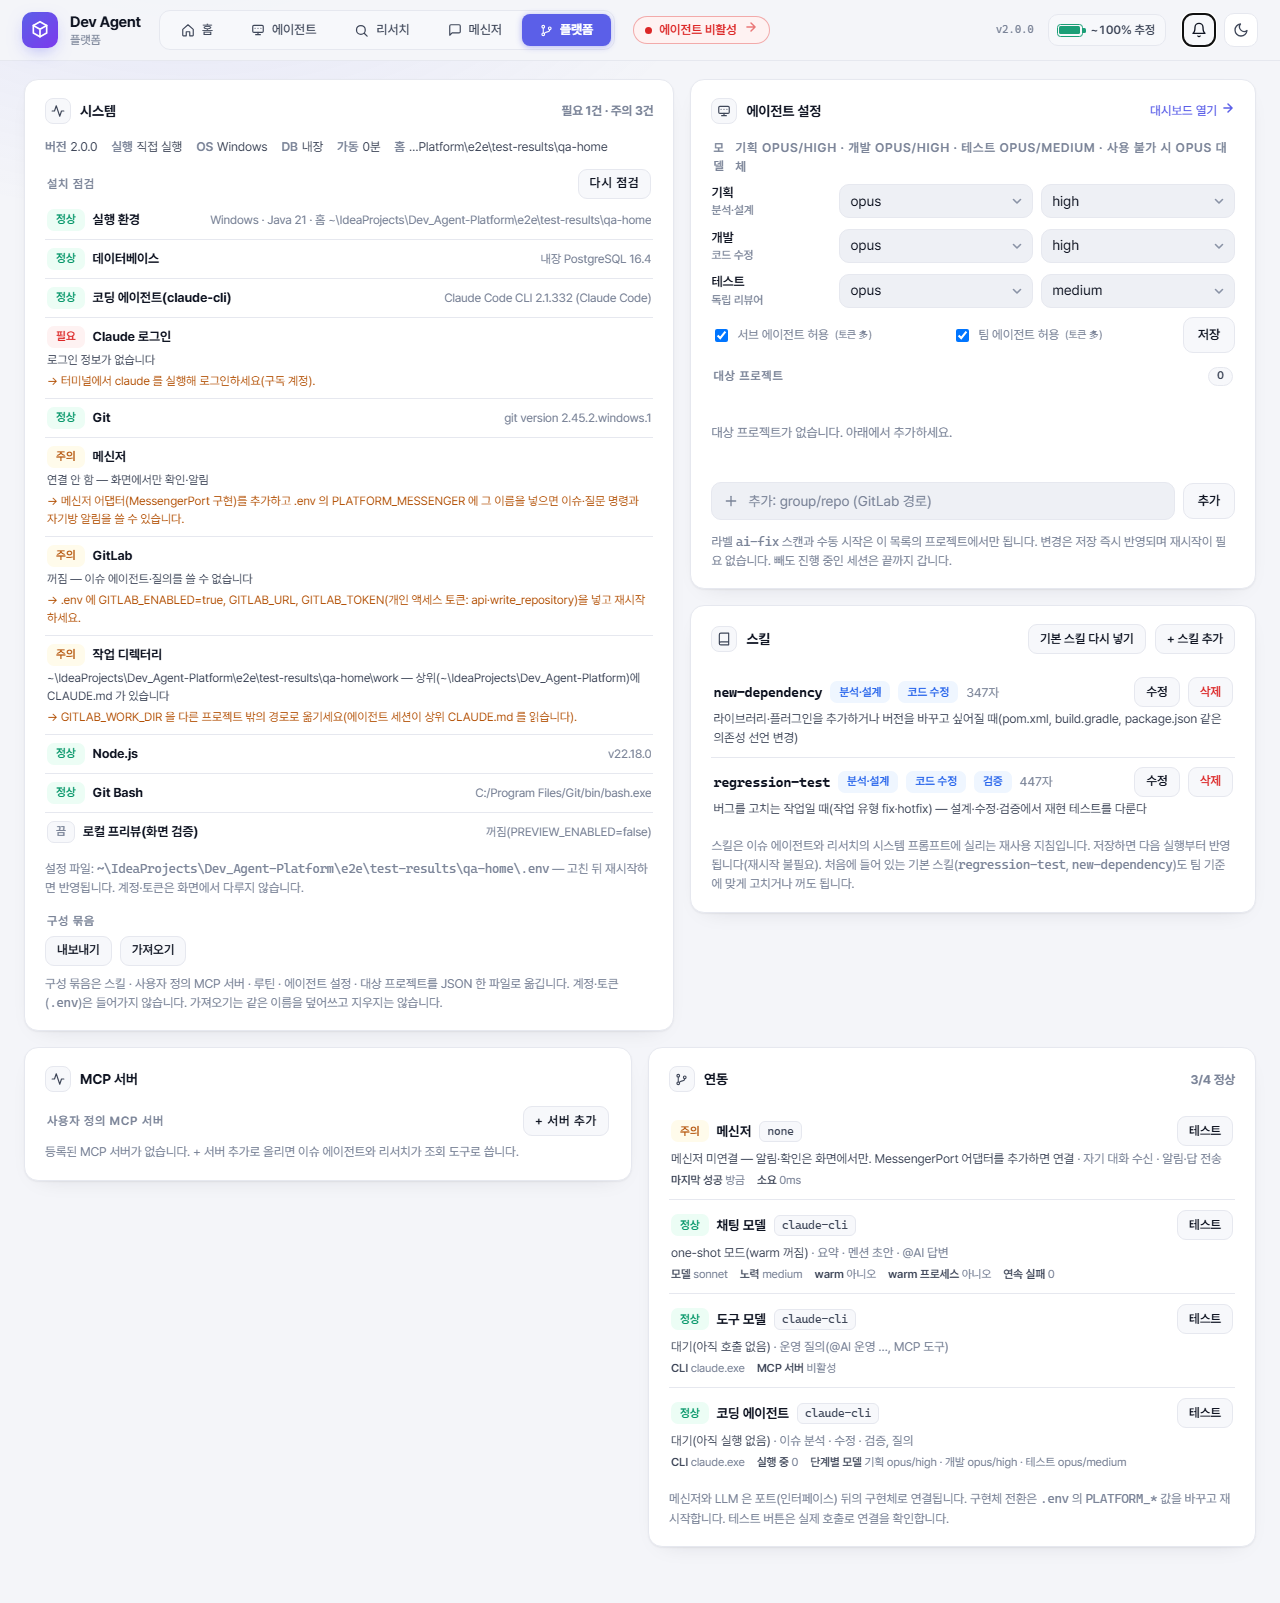 Dev Agent
플랫폼
홈
에이전트
리서치
메신저
플랫폼
에이전트 비활성 →
v2.0.0
~100% 추정
시스템
필요 1건 · 주의 3건
버전 2.0.0 실행 직접 실행 OS Windows DB 내장 가동 0분 홈 ...Platform\e2e\test-results\qa-home
설치 점검
다시 점검
정상 실행 환경 Windows · Java 21 · 홈 ~\IdeaProjects\Dev_Agent-Platform\e2e\test-results\qa-home
정상 데이터베이스 내장 PostgreSQL 16.4
정상 코딩 에이전트(claude-cli) Claude Code CLI 2.1.332 (Claude Code)
필요 Claude 로그인
로그인 정보가 없습니다
→ 터미널에서 claude 를 실행해 로그인하세요(구독 계정).
정상 Git git version 2.45.2.windows.1
주의 메신저
연결 안 함 — 화면에서만 확인·알림
→ 메신저 어댑터(MessengerPort 구현)를 추가하고 .env 의 PLATFORM_MESSENGER 에 그 이름을 넣으면 이슈·질문 명령과
자기방 알림을 쓸 수 있습니다.
주의 GitLab
꺼짐 — 이슈 에이전트·질의를 쓸 수 없습니다
→ .env 에 GITLAB_ENABLED=true, GITLAB_URL, GITLAB_TOKEN(개인 액세스 토큰: api·write_repository)을 넣고 재시작
하세요.
주의 작업 디렉터리
~\IdeaProjects\Dev_Agent-Platform\e2e\test-results\qa-home\work — 상위(~\IdeaProjects\Dev_Agent-Platform)에
CLAUDE.md 가 있습니다
→ GITLAB_WORK_DIR 을 다른 프로젝트 밖의 경로로 옮기세요(에이전트 세션이 상위 CLAUDE.md 를 읽습니다).
정상 Node.js v22.18.0
정상 Git Bash C:/Program Files/Git/bin/bash.exe
끔 로컬 프리뷰(화면 검증) 꺼짐(PREVIEW_ENABLED=false)
설정 파일: ~\IdeaProjects\Dev_Agent-Platform\e2e\test-results\qa-home\.env — 고친 뒤 재시작하
면 반영됩니다. 계정·토큰은 화면에서 다루지 않습니다.
구성 묶음
내보내기
가져오기
구성 묶음은 스킬 · 사용자 정의 MCP 서버 · 루틴 · 에이전트 설정 · 대상 프로젝트를 JSON 한 파일로 옮깁니다. 계정·토큰
(.env)은 들어가지 않습니다. 가져오기는 같은 이름을 덮어쓰고 지우지는 않습니다.
에이전트 설정
대시보드 열기 →
모델 기획 OPUS/HIGH · 개발 OPUS/HIGH · 테스트 OPUS/MEDIUM · 사용 불가 시 OPUS 대체
기획
분석·설계
opus
high
개발
코드 수정
opus
high
테스트
독립 리뷰어
opus
medium
서브 에이전트 허용 (토큰 多)
팀 에이전트 허용 (토큰 多)
저장
대상 프로젝트
0
대상 프로젝트가 없습니다. 아래에서 추가하세요.
추가: group/repo (GitLab 경로)
추가
라벨 ai-fix 스캔과 수동 시작은 이 목록의 프로젝트에서만 됩니다. 변경은 저장 즉시 반영되며 재시작이 필
요 없습니다. 빼도 진행 중인 세션은 끝까지 갑니다.
스킬
기본 스킬 다시 넣기
+ 스킬 추가
new-dependency 분석·설계 코드 수정 347자
수정
삭제
라이브러리·플러그인을 추가하거나 버전을 바꾸고 싶어질 때(pom.xml, build.gradle, package.json 같은
의존성 선언 변경)
regression-test 분석·설계 코드 수정 검증 447자
수정
삭제
버그를 고치는 작업일 때(작업 유형 fix·hotfix) — 설계·수정·검증에서 재현 테스트를 다룬다
스킬은 이슈 에이전트와 리서치의 시스템 프롬프트에 실리는 재사용 지침입니다. 저장하면 다음 실행부터 반영
됩니다(재시작 불필요). 처음에 들어 있는 기본 스킬(regression-test, new-dependency)도 팀 기준
에 맞게 고치거나 꺼도 됩니다.
MCP 서버
사용자 정의 MCP 서버
+ 서버 추가
등록된 MCP 서버가 없습니다. + 서버 추가로 올리면 이슈 에이전트와 리서치가 조회 도구로 씁니다.
연동
3/4 정상
주의 메신저 none
테스트
메신저 미연결 — 알림·확인은 화면에서만. MessengerPort 어댑터를 추가하면 연결 · 자기 대화 수신 · 알림·답 전송
마지막 성공 방금 소요 0ms
정상 채팅 모델 claude-cli
테스트
one-shot 모드(warm 꺼짐) · 요약 · 멘션 초안 · @AI 답변
모델 sonnet 노력 medium warm 아니오 warm 프로세스 아니오 연속 실패 0
정상 도구 모델 claude-cli
테스트
대기(아직 호출 없음) · 운영 질의(@AI 운영 ..., MCP 도구)
CLI claude.exe MCP 서버 비활성
정상 코딩 에이전트 claude-cli
테스트
대기(아직 실행 없음) · 이슈 분석 · 수정 · 검증, 질의
CLI claude.exe 실행 중 0 단계별 모델 기획 opus/high · 개발 opus/high · 테스트 opus/medium
메신저와 LLM 은 포트(인터페이스) 뒤의 구현체로 연결됩니다. 구현체 전환은 .env 의 PLATFORM_* 값을 바꾸고 재
시작합니다. 테스트 버튼은 실제 호출로 연결을 확인합니다.